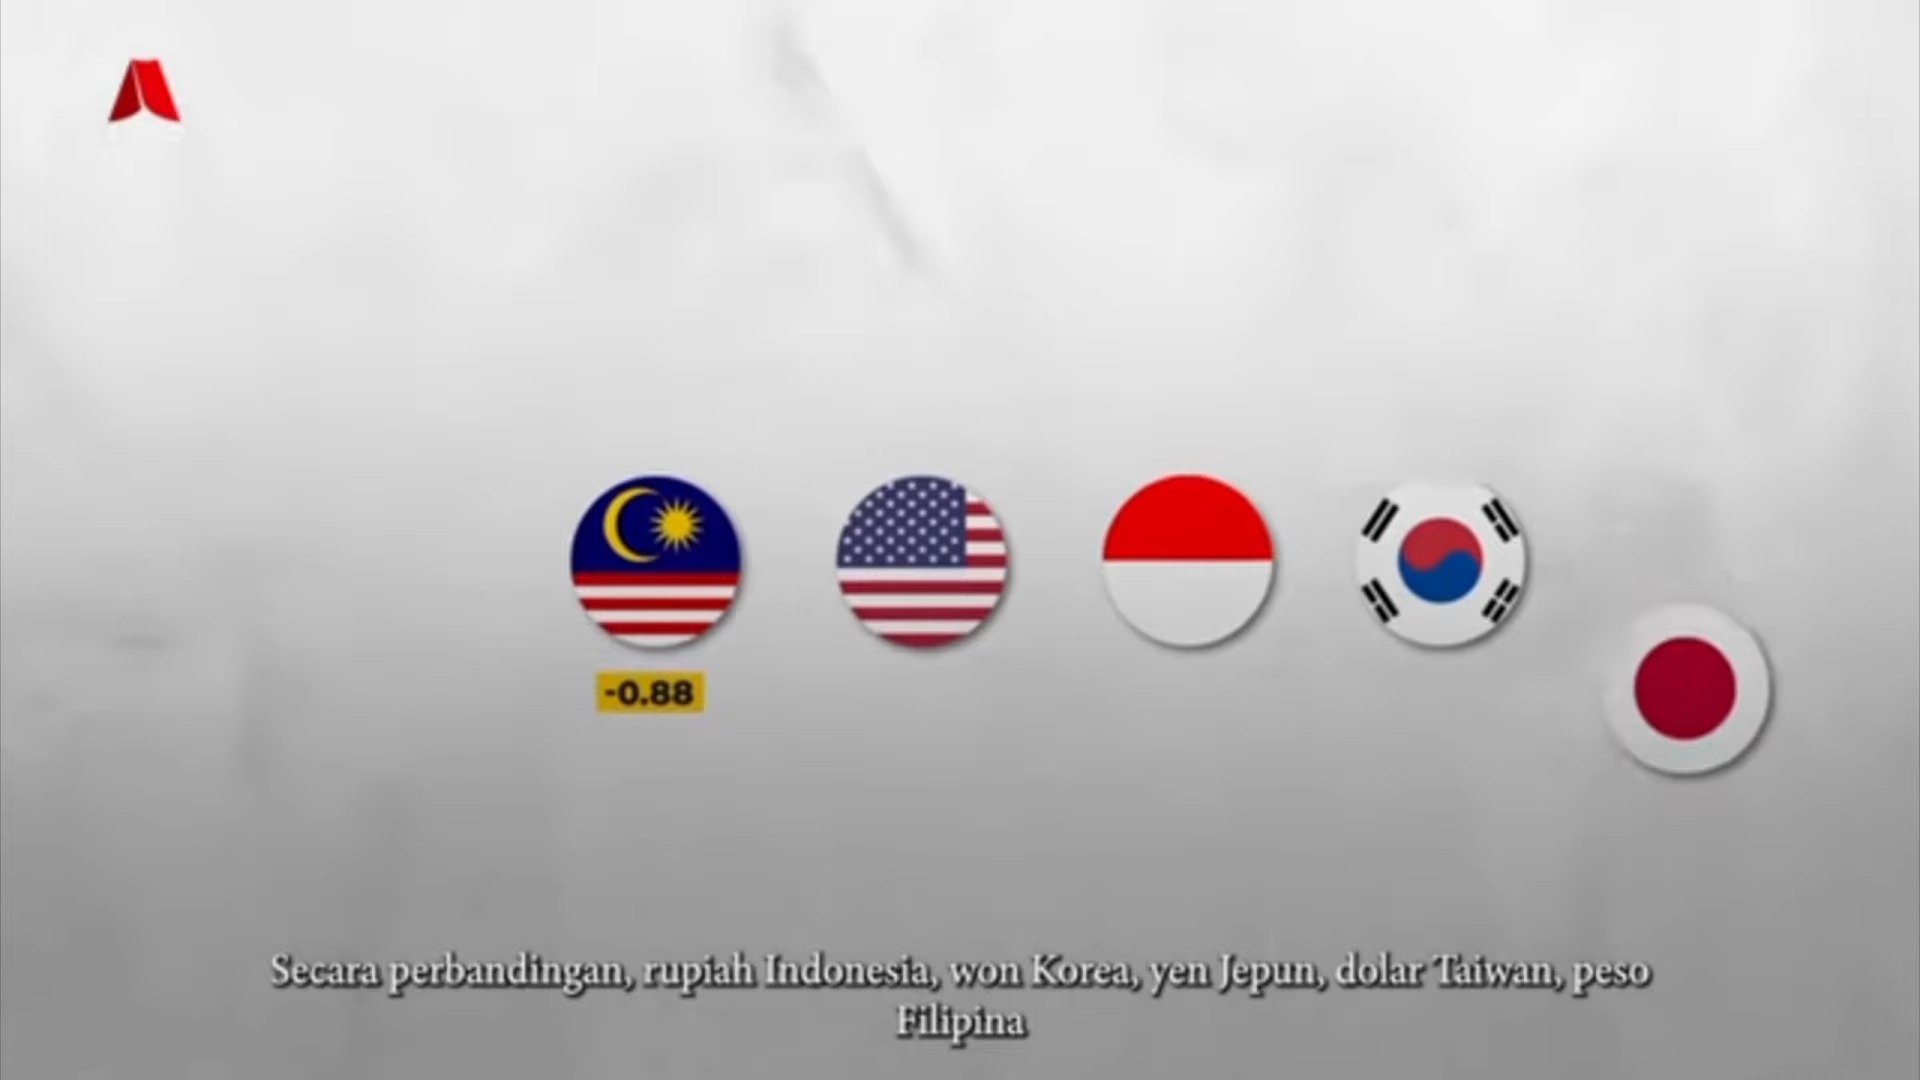 -0.88
Secara perbandingan, rupiah Indonesia, won Korea, yen Jepun, dolar Taiwan, peso
Filipina